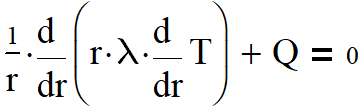 1/r · d/dr ( r · λ · d/dr T ) + Q = 0